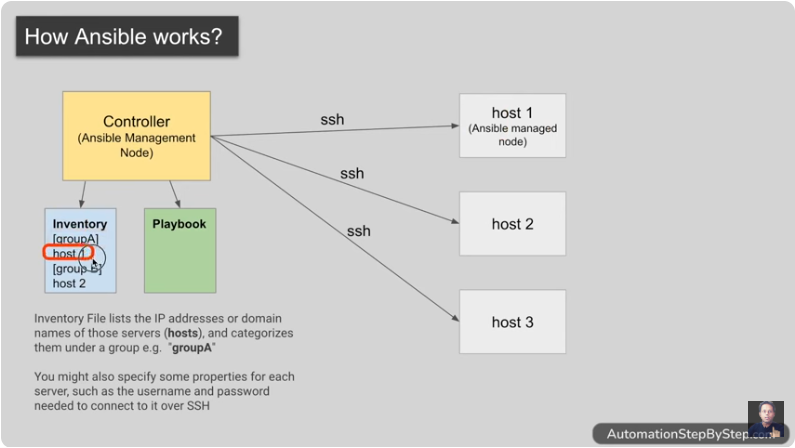 How Ansible works?
Controller
(Ansible Management
Node)
ssh
ssh
ssh
host 1
(Ansible managed
node)
host 2
host 3
Inventory
[groupA]
host 1
[group B]
host 2
Playbook
Inventory File lists the IP addresses or domain
names of those servers (hosts), and categorizes
them under a group e.g. "groupA"
You might also specify some properties for each
server, such as the username and password
needed to connect to it over SSH
AutomationStepByStep.com